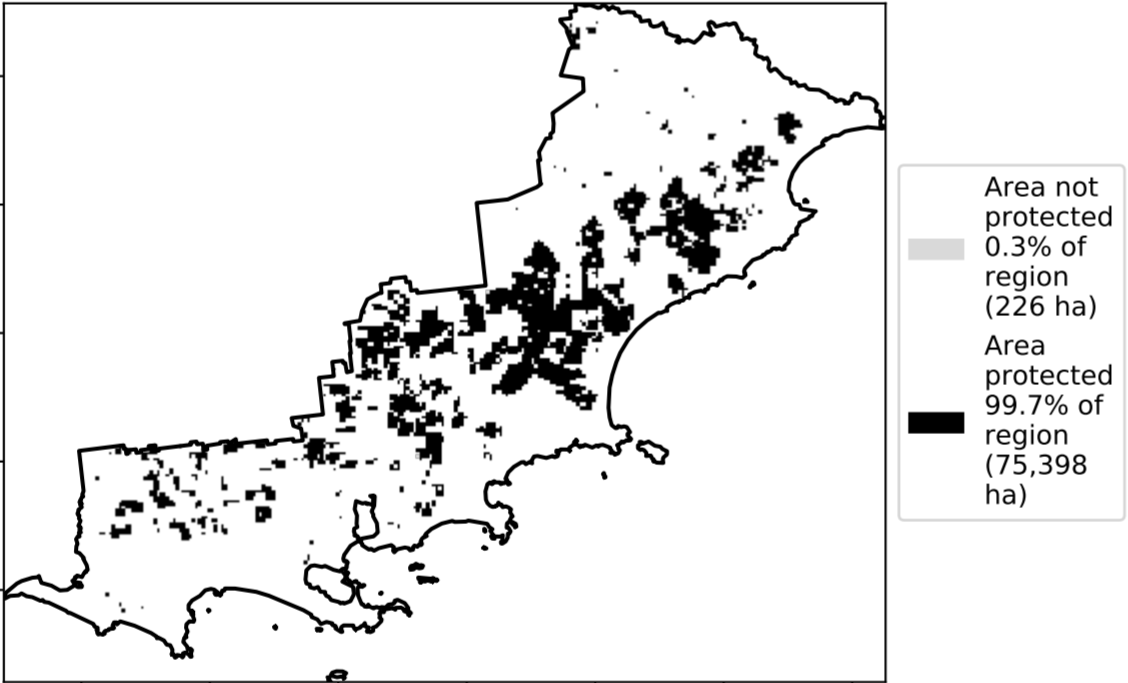 Area not
protected
0.3% of
region
(226 ha)
Area
protected
99.7% of
region
(75,398
ha)